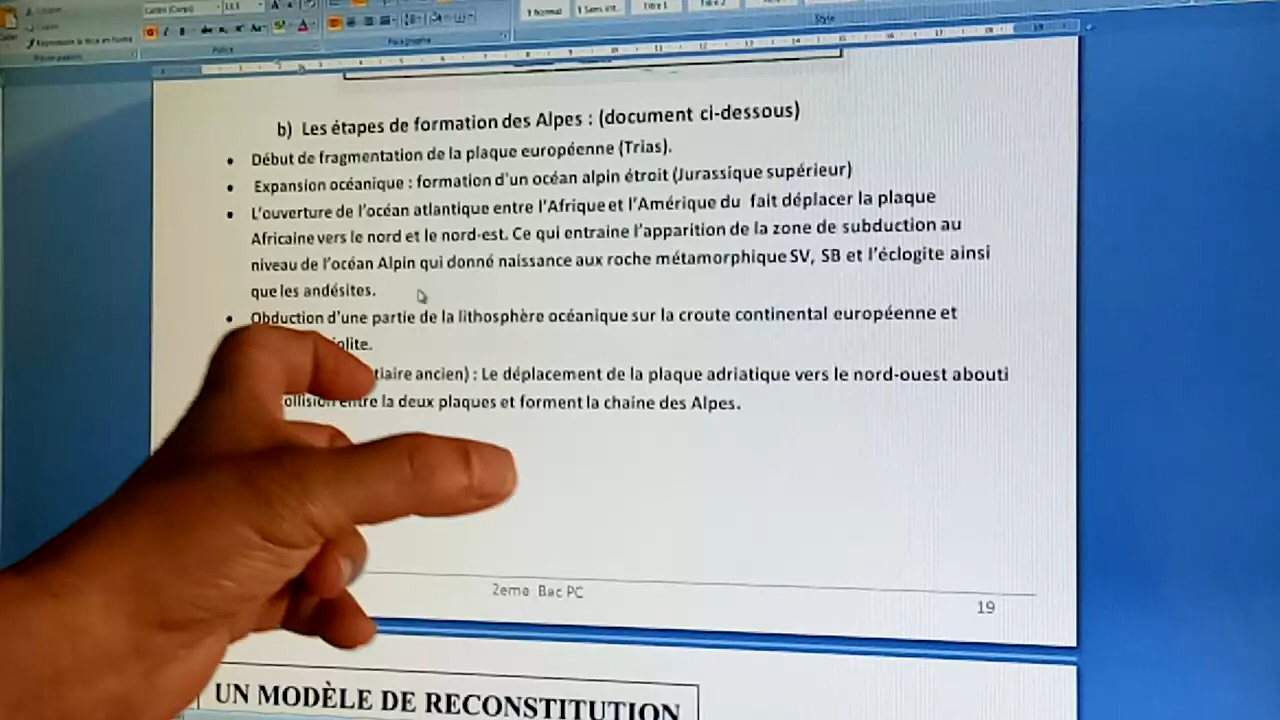 b) Les étapes de formation des Alpes : (document ci-dessous)
• Début de fragmentation de la plaque européenne (Trias).
• Expansion océanique : formation d'un océan alpin étroit (Jurassique supérieur)
• L'ouverture de l'océan atlantique entre l'Afrique et l'Amérique du fait déplacer la plaque
Africaine vers le nord et le nord-est. Ce qui entraine l'apparition de la zone de subduction au
niveau de l'océan Alpin qui donné naissance aux roche métamorphique SV, SB et l'éclogite ainsi
que les andésites.
• Obduction d'une partie de la lithosphère océanique sur la croute continental européenne et
olite.
tiaire ancien) : Le déplacement de la plaque adriatique vers le nord-ouest abouti
ollision entre la deux plaques et forment la chaine des Alpes.
2eme Bac PC
19
UN MODÈLE DE RECONSTITUTION